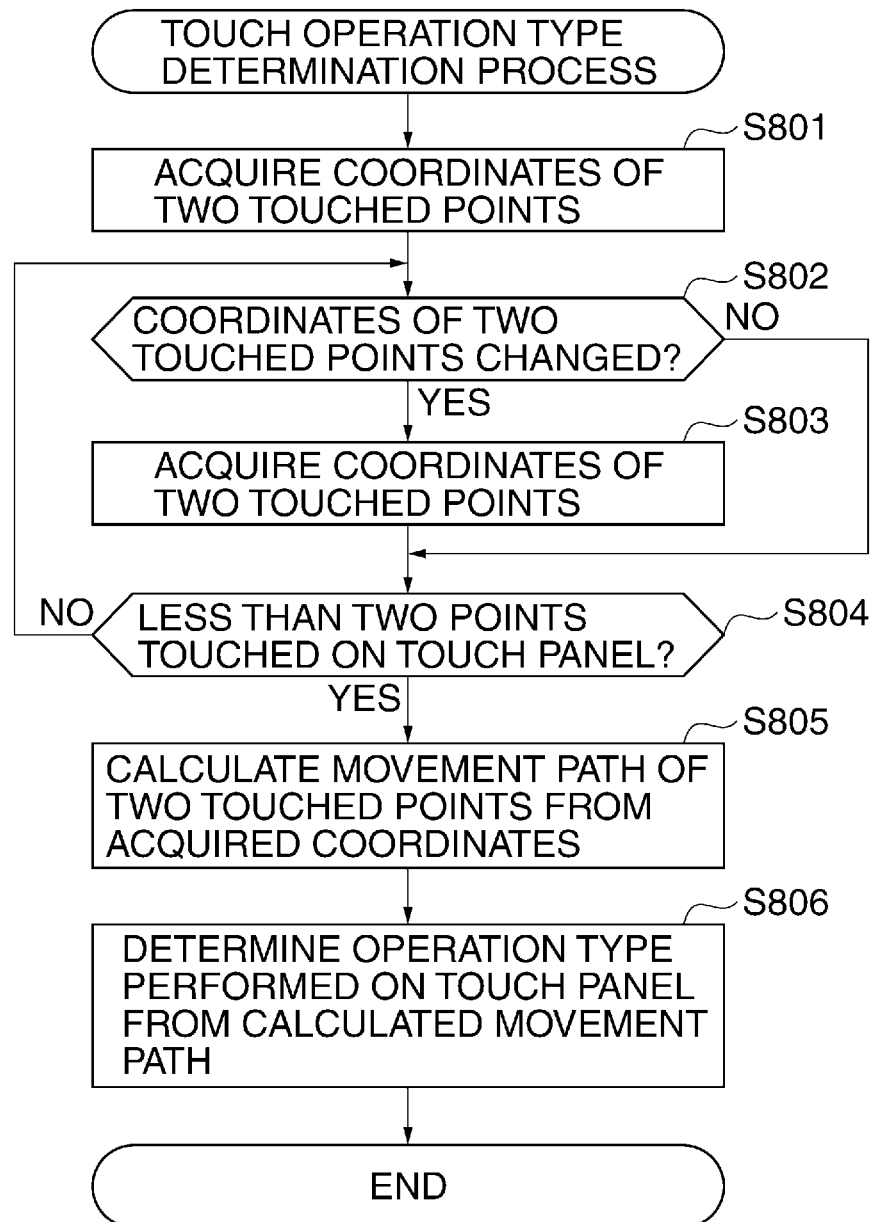 TOUCH OPERATION TYPE
DETERMINATION PROCESS
S801
ACQUIRE COORDINATES OF
TWO TOUCHED POINTS
S802
COORDINATES OF TWO
TOUCHED POINTS CHANGED?
NO
YES
S803
ACQUIRE COORDINATES OF
TWO TOUCHED POINTS
NO
LESS THAN TWO POINTS
TOUCHED ON TOUCH PANEL?
S804
YES
S805
CALCULATE MOVEMENT PATH OF
TWO TOUCHED POINTS FROM
ACQUIRED COORDINATES
S806
DETERMINE OPERATION TYPE
PERFORMED ON TOUCH PANEL
FROM CALCULATED MOVEMENT
PATH
END